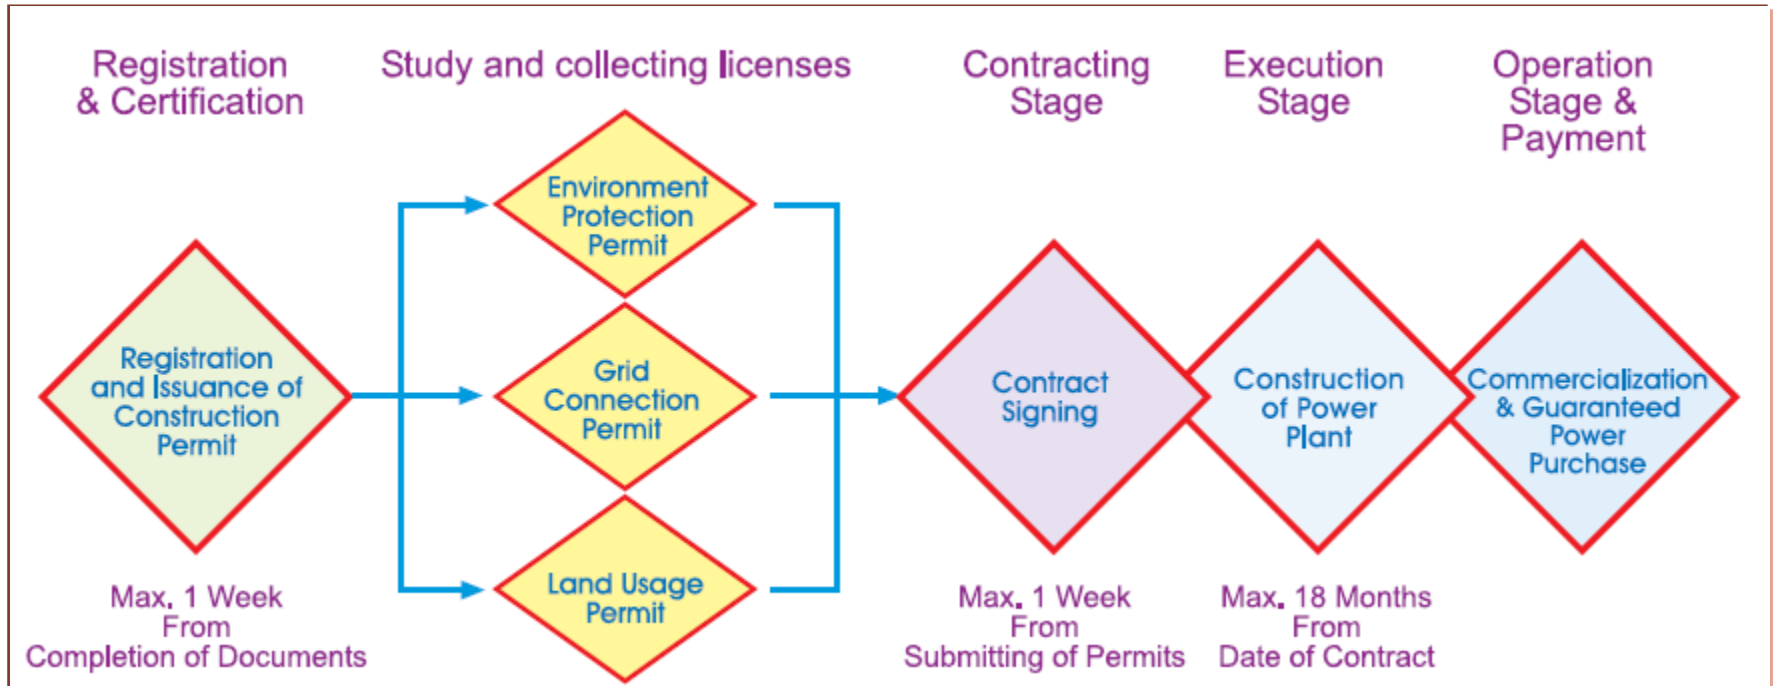 Registration
& Certification
Study and collecting licenses
Contracting
Stage
Execution
Stage
Operation
Stage &
Payment
Registration
and Issuance of
Construction
Permit
Environment
Protection
Permit
Grid
Connection
Permit
Land Usage
Permit
Contract
Signing
Construction
of Power
Plant
Commercialization
& Guaranteed
Power
Purchase
Max. 1 Week
From
Completion of Documents
Max. 1 Week
From
Submitting of Permits
Max. 18 Months
From
Date of Contract